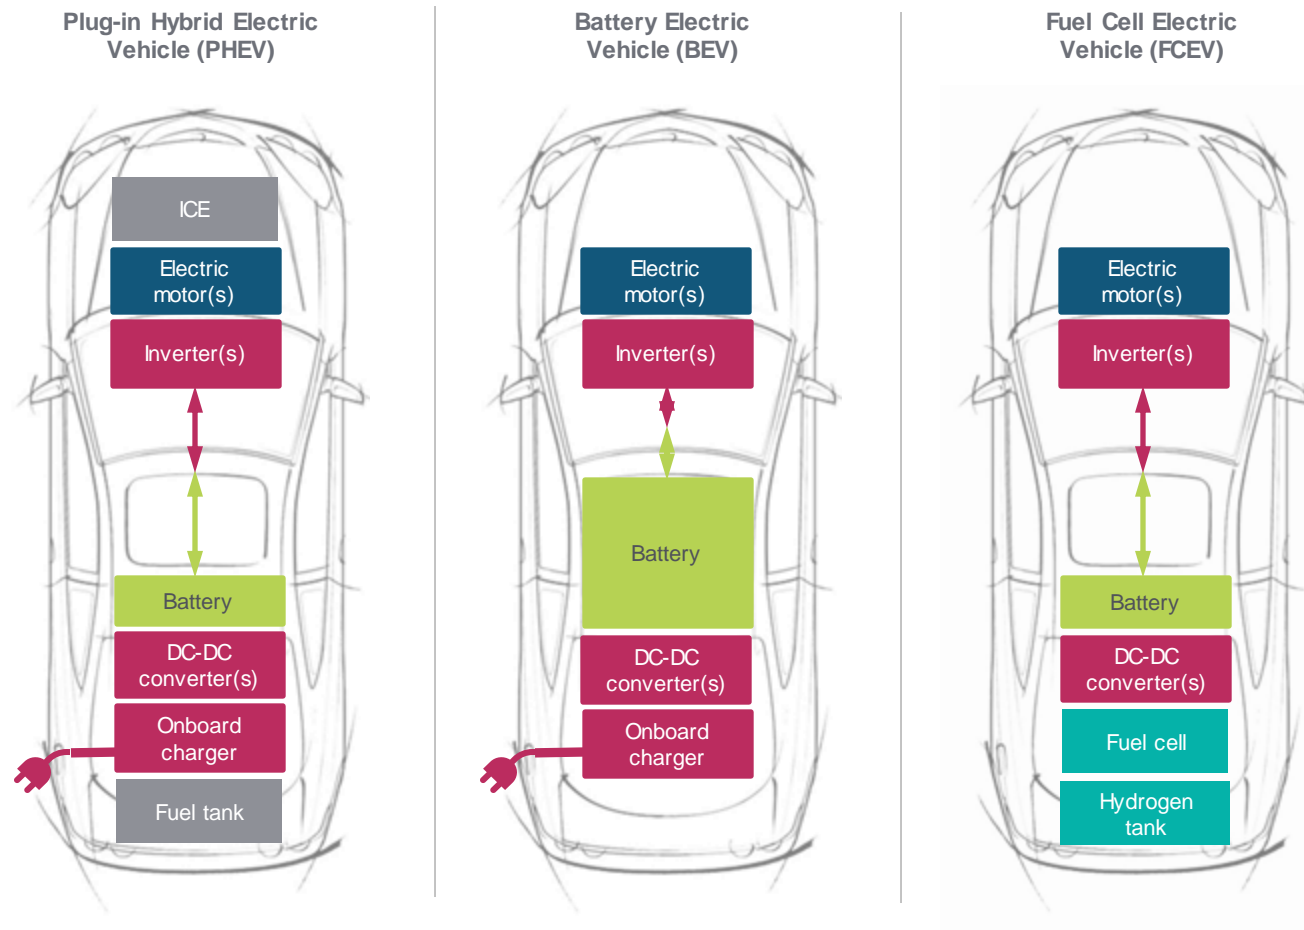 Plug-in Hybrid Electric
Vehicle (PHEV)
ICE
Electric
motor(s)
Inverter(s)
Battery
DC-DC
converter(s)
Onboard
charger
Fuel tank
Battery Electric
Vehicle (BEV)
Electric
motor(s)
Inverter(s)
Battery
DC-DC
converter(s)
Onboard
charger
Fuel Cell Electric
Vehicle (FCEV)
Electric
motor(s)
Inverter(s)
Battery
DC-DC
converter(s)
Fuel cell
Hydrogen
tank